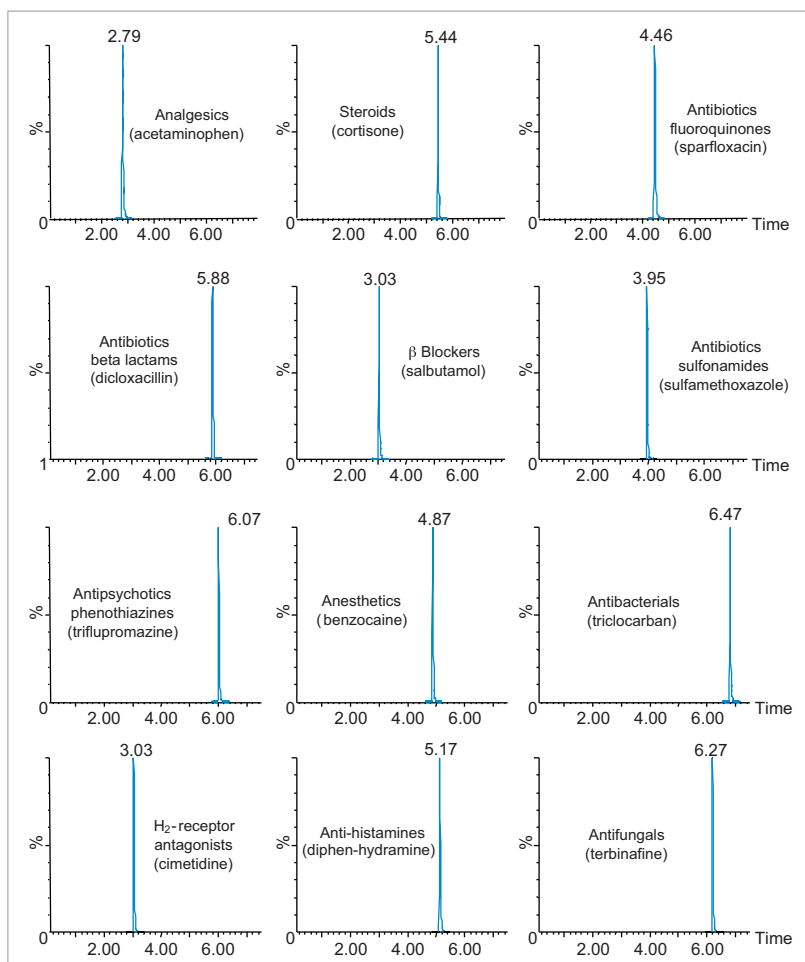 2.79
%
Analgesics
(acetaminophen)
0
2.00 4.00 6.00
5.44
%
Steroids
(cortisone)
0
2.00 4.00 6.00
4.46
%
Antibiotics
fluoroquinones
(sparfloxacin)
0
2.00 4.00 6.00
Time
5.88
%
Antibiotics
beta lactams
(dicloxacillin)
1
2.00 4.00 6.00
3.03
%
β Blockers
(salbutamol)
0
2.00 4.00 6.00
3.95
%
Antibiotics
sulfonamides
(sulfamethoxazole)
0
2.00 4.00 6.00
Time
6.07
%
Antipsychotics
phenothiazines
(triflupromazine)
0
2.00 4.00 6.00
4.87
%
Anesthetics
(benzocaine)
0
2.00 4.00 6.00
6.47
%
Antibacterials
(triclocarban)
0
2.00 4.00 6.00
Time
3.03
%
H₂-receptor
antagonists
(cimetidine)
0
2.00 4.00 6.00
5.17
%
Anti-histamines
(diphen-hydramine)
0
2.00 4.00 6.00
6.27
%
Antifungals
(terbinafine)
0
2.00 4.00 6.00
Time